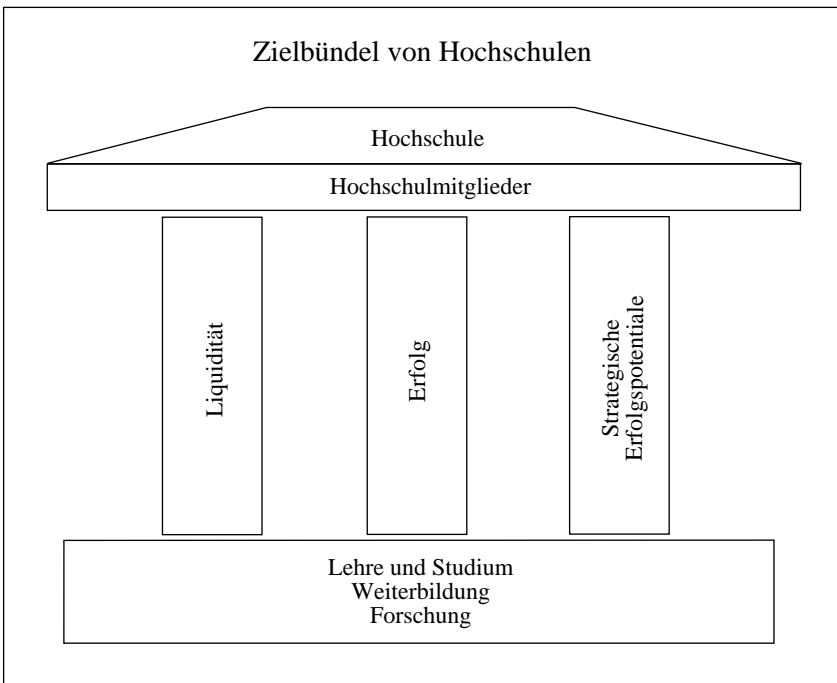 Zielbündel von Hochschulen
Hochschule
Hochschulmitglieder
Liquidität
Erfolg
Strategische
Erfolgspotentiale
Lehre und Studium
Weiterbildung
Forschung